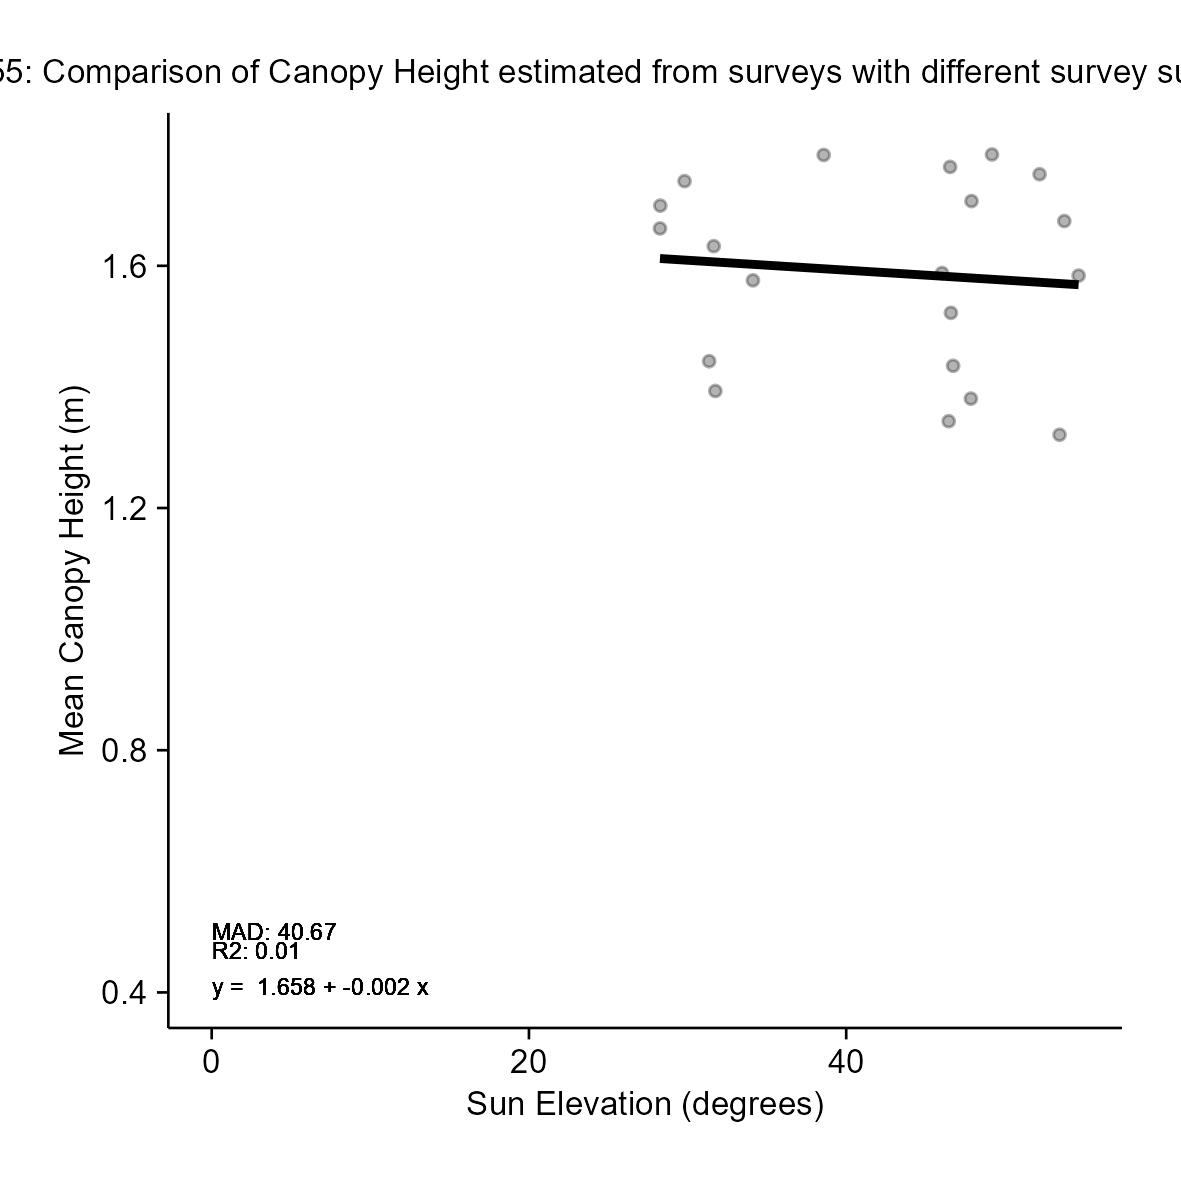 55: Comparison of Canopy Height estimated from surveys with different survey su
Mean Canopy Height (m)
1.6
1.2
0.8
0.4
MAD: 40.67
R2: 0.01
y =  1.658 + -0.002 x
0
20
40
Sun Elevation (degrees)